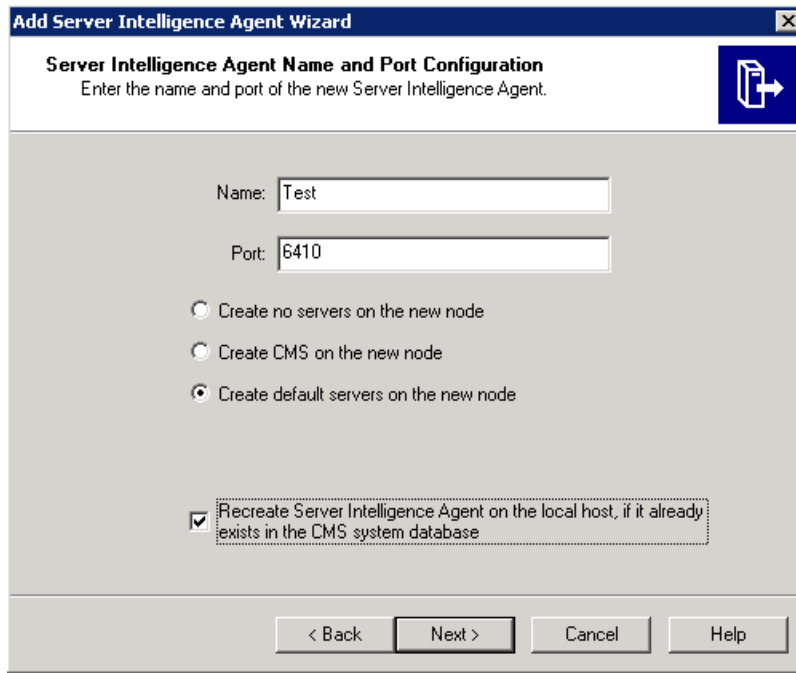 Add Server Intelligence Agent Wizard
Server Intelligence Agent Name and Port Configuration
Enter the name and port of the new Server Intelligence Agent.
Name: Test
Port: 6410
Create no servers on the new node
Create CMS on the new node
Create default servers on the new node
Recreate Server Intelligence Agent on the local host, if it already
exists in the CMS system database
< Back Next > Cancel Help